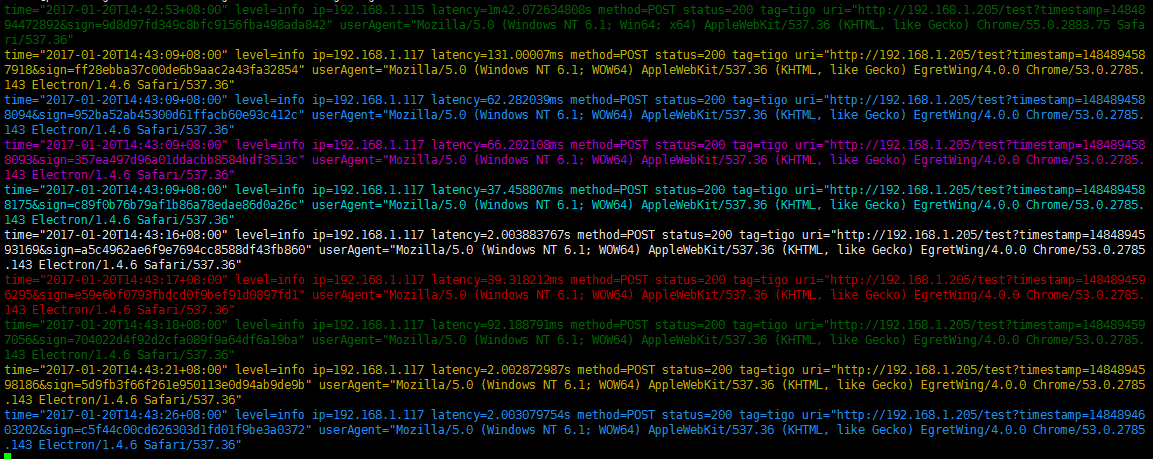 time="2017-01-20T14:42:53+08:00" level=info ip=192.168.1.115 latency=1m42.072634808s method=POST status=200 tag=tigo uri="http://192.168.1.205/test?timestamp=14848
94472892&sign=9d8d97fd349c8bfc9156fba498ada842" userAgent="Mozilla/5.0 (Windows NT 6.1; Win64; x64) AppleWebKit/537.36 (KHTML, like Gecko) Chrome/55.0.2883.75 Safa
ri/537.36"
time="2017-01-20T14:43:09+08:00" level=info ip=192.168.1.117 latency=131.00007ms method=POST status=200 tag=tigo uri="http://192.168.1.205/test?timestamp=148489458
7918&sign=ff28ebba37c00de6b9aac2a43fa32854" userAgent="Mozilla/5.0 (Windows NT 6.1; WOW64) AppleWebKit/537.36 (KHTML, like Gecko) EgretWing/4.0.0 Chrome/53.0.2785.
143 Electron/1.4.6 Safari/537.36"
time="2017-01-20T14:43:09+08:00" level=info ip=192.168.1.117 latency=62.282039ms method=POST status=200 tag=tigo uri="http://192.168.1.205/test?timestamp=148489458
8094&sign=952ba52ab45300d61ffacb60e93c412c" userAgent="Mozilla/5.0 (Windows NT 6.1; WOW64) AppleWebKit/537.36 (KHTML, like Gecko) EgretWing/4.0.0 Chrome/53.0.2785.
143 Electron/1.4.6 Safari/537.36"
time="2017-01-20T14:43:09+08:00" level=info ip=192.168.1.117 latency=66.202108ms method=POST status=200 tag=tigo uri="http://192.168.1.205/test?timestamp=148489458
8093&sign=357ea497d96a01ddacbb8584bdf3513c" userAgent="Mozilla/5.0 (Windows NT 6.1; WOW64) AppleWebKit/537.36 (KHTML, like Gecko) EgretWing/4.0.0 Chrome/53.0.2785.
143 Electron/1.4.6 Safari/537.36"
time="2017-01-20T14:43:09+08:00" level=info ip=192.168.1.117 latency=37.458807ms method=POST status=200 tag=tigo uri="http://192.168.1.205/test?timestamp=148489458
8175&sign=c89f0b76b79af1b86a78edae86d0a26c" userAgent="Mozilla/5.0 (Windows NT 6.1; WOW64) AppleWebKit/537.36 (KHTML, like Gecko) EgretWing/4.0.0 Chrome/53.0.2785.
143 Electron/1.4.6 Safari/537.36"
time="2017-01-20T14:43:16+08:00" level=info ip=192.168.1.117 latency=2.003883767s method=POST status=200 tag=tigo uri="http://192.168.1.205/test?timestamp=14848945
93169&sign=a5c4962ae6f9e7694cc8588df43fb860" userAgent="Mozilla/5.0 (Windows NT 6.1; WOW64) AppleWebKit/537.36 (KHTML, like Gecko) EgretWing/4.0.0 Chrome/53.0.2785
.143 Electron/1.4.6 Safari/537.36"
time="2017-01-20T14:43:17+08:00" level=info ip=192.168.1.117 latency=39.318212ms method=POST status=200 tag=tigo uri="http://192.168.1.205/test?timestamp=148489459
6295&sign=e59e6bf0793fbdcd0f9bef91d0897fd1" userAgent="Mozilla/5.0 (Windows NT 6.1; WOW64) AppleWebKit/537.36 (KHTML, like Gecko) EgretWing/4.0.0 Chrome/53.0.2785.
143 Electron/1.4.6 Safari/537.36"
time="2017-01-20T14:43:18+08:00" level=info ip=192.168.1.117 latency=92.188791ms method=POST status=200 tag=tigo uri="http://192.168.1.205/test?timestamp=148489459
7056&sign=704022d4f92d2cfa089f9a64df6a19ba" userAgent="Mozilla/5.0 (Windows NT 6.1; WOW64) AppleWebKit/537.36 (KHTML, like Gecko) EgretWing/4.0.0 Chrome/53.0.2785.
143 Electron/1.4.6 Safari/537.36"
time="2017-01-20T14:43:21+08:00" level=info ip=192.168.1.117 latency=2.002872987s method=POST status=200 tag=tigo uri="http://192.168.1.205/test?timestamp=14848945
98186&sign=5d9fb3f66f261e950113e0d94ab9de9b" userAgent="Mozilla/5.0 (Windows NT 6.1; WOW64) AppleWebKit/537.36 (KHTML, like Gecko) EgretWing/4.0.0 Chrome/53.0.2785
.143 Electron/1.4.6 Safari/537.36"
time="2017-01-20T14:43:26+08:00" level=info ip=192.168.1.117 latency=2.003079754s method=POST status=200 tag=tigo uri="http://192.168.1.205/test?timestamp=14848946
03202&sign=c5f44c00cd626303d1fd01f9be3a0372" userAgent="Mozilla/5.0 (Windows NT 6.1; WOW64) AppleWebKit/537.36 (KHTML, like Gecko) EgretWing/4.0.0 Chrome/53.0.2785
.143 Electron/1.4.6 Safari/537.36"